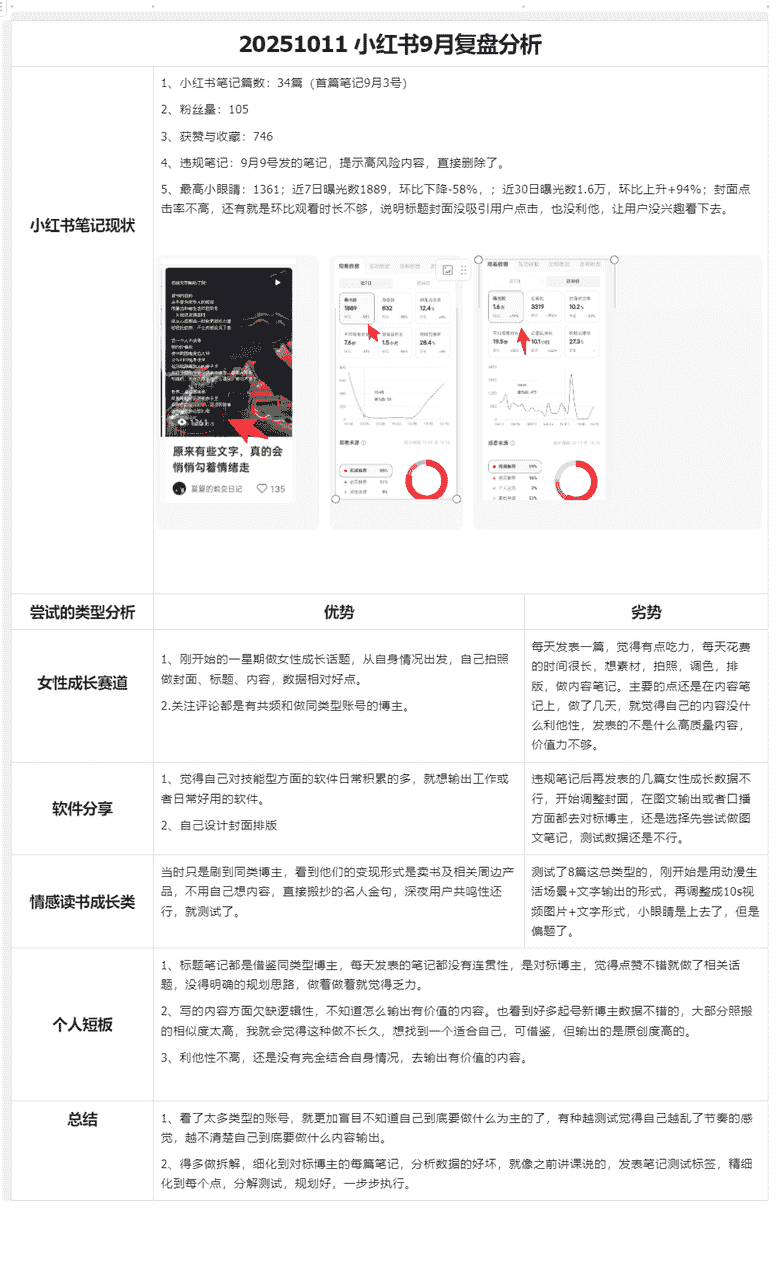 20251011 小红书9月复盘分析
小红书笔记现状
1、小红书笔记篇数：34篇（首篇笔记9月3号）
2、粉丝量：105
3、获赞与收藏：746
4、违规笔记：9月9号发的笔记，提示高风险内容，直接删除了。
5、最高小眼睛：1361；近7日曝光数1889，环比下降-58%，；近30日曝光数1.6万，环比上升+94%；封面点
击率不高，还有就是环比观看时长不够，说明标题封面没吸引用户点击，也没利他，让用户没兴趣看下去。
1361
原来有些文字，真的会
悄悄勾着情绪走
135
近7日
1889
832
12.4%
7.6秒
1.5小时
28.4%
观看来源
1.6万
3319
10.2%
19.5秒
10.1小时
27.3%
观看来源
尝试的类型分析
优势
劣势
女性成长赛道
1、刚开始的一星期做女性成长话题，从自身情况出发，自己拍照
做封面、标题、内容，数据相对好点。
2.关注评论都是有共频和做同类型账号的博主。
每天发表一篇，觉得有点吃力，每天花费
的时间很长，想素材，拍照，调色，排
版，做内容笔记。主要的点还是在内容笔
记上，做了几天，就觉得自己的内容没什
么利他性，发表的不是什么高质量内容，
价值力不够。
软件分享
1、觉得自己对技能型方面的软件日常积累的多，就想输出工作或
者日常好用的软件。
2、自己设计封面排版
违规笔记后再发表的几篇女性成长数据不
行，开始调整封面，在图文输出或者口播
方面都去对标博主，还是选择先尝试做图
文笔记，测试数据还是不行。
情感读书成长类
当时只是刷到同类博主，看到他们的变现形式是卖书及相关周边产
品，不用自己想内容，直接搬抄的名人金句，深夜用户共鸣性还
行，就测试了。
测试了8篇这总类型的，刚开始是用动漫生
活场景+文字输出的形式，再调整成10s视
频图片+文字形式，小眼睛是上去了，但是
偏题了。
个人短板
1、标题笔记都是借鉴同类型博主，每天发表的笔记都没有连贯性，是对标博主，觉得点赞不错就做了相关话
题，没得明确的规划思路，做着做着就觉得乏力。
2、写的内容方面欠缺逻辑性，不知道怎么输出有价值的内容。也看到好多起号新博主数据不错的，大部分照搬
的相似度太高，我就会觉得这种做不长久，想找到一个适合自己，可借鉴，但输出的是原创度高的。
3、利他性不高，还是没有完全结合自身情况，去输出有价值的内容。
总结
1、看了太多类型的账号，就更加盲目不知道自己到底要做什么为主的了，有种越测试觉得自己越乱了节奏的感
觉，越不清楚自己到底要做什么内容输出。
2、得多做拆解，细化到对标博主的每篇笔记，分析数据的好坏，就像之前讲课说的，发表笔记测试标签，精细
化到每个点，分解测试，规划好，一步步执行。